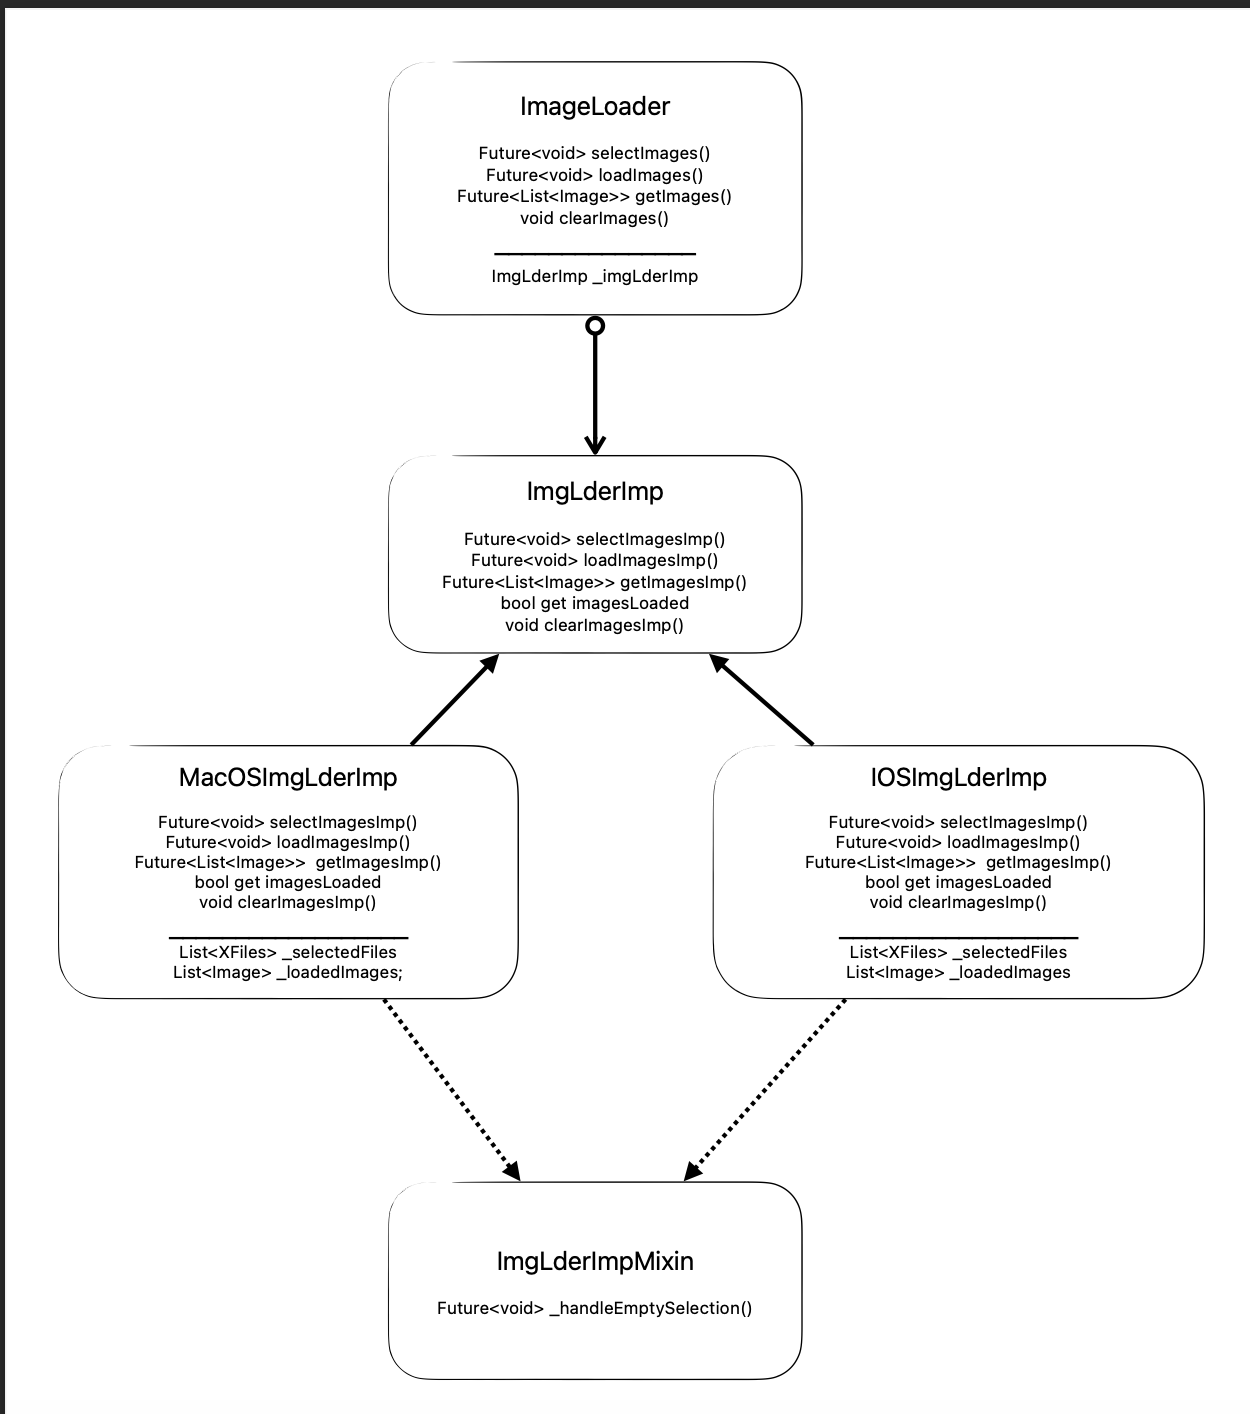 ImageLoader
Future<void> selectImages()
Future<void> loadImages()
Future<List<Image>> getImages()
void clearImages()
ImgLderImp _imgLderImp
ImgLderImp
Future<void> selectImagesImp()
Future<void> loadImagesImp()
Future<List<Image>> getImagesImp()
bool get imagesLoaded
void clearImagesImp()
MacOSImgLderImp
Future<void> selectImagesImp()
Future<void> loadImagesImp()
Future<List<Image>>  getImagesImp()
bool get imagesLoaded
void clearImagesImp()
List<XFiles> _selectedFiles
List<Image> _loadedImages;
IOSImgLderImp
Future<void> selectImagesImp()
Future<void> loadImagesImp()
Future<List<Image>>  getImagesImp()
bool get imagesLoaded
void clearImagesImp()
List<XFiles> _selectedFiles
List<Image> _loadedImages
ImgLderImpMixin
Future<void> _handleEmptySelection()